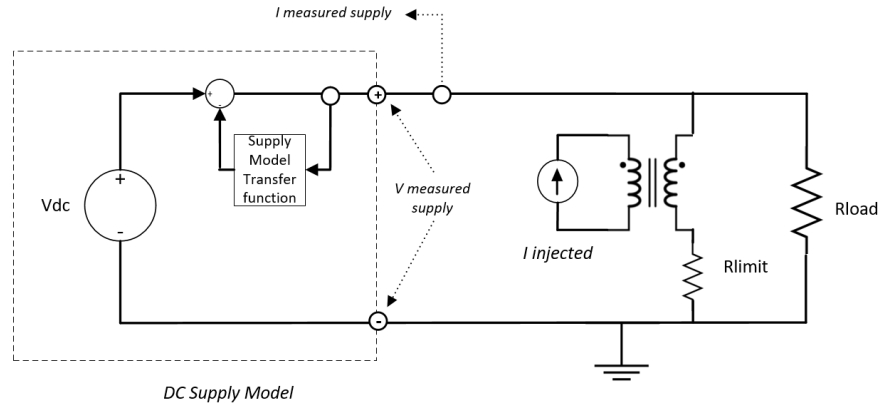 I measured supply
+
-
+
Supply
Model
Transfer
function
Vdc
+
-
V measured
supply
I injected
Rlimit
Rload
-
DC Supply Model